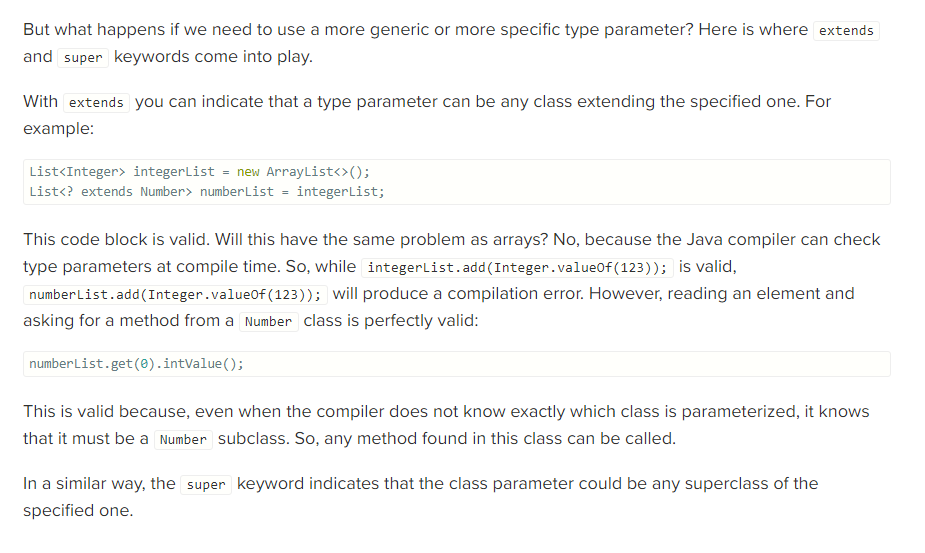 But what happens if we need to use a more generic or more specific type parameter? Here is where extends
and super keywords come into play.
With extends you can indicate that a type parameter can be any class extending the specified one. For
example:
List<Integer> integerList = new ArrayList<>();
List<? extends Number> numberList = integerList;
This code block is valid. Will this have the same problem as arrays? No, because the Java compiler can check
type parameters at compile time. So, while integerList.add(Integer.valueOf(123)); is valid,
numberList.add(Integer.valueOf(123)); will produce a compilation error. However, reading an element and
asking for a method from a Number class is perfectly valid:
numberList.get(0).intValue();
This is valid because, even when the compiler does not know exactly which class is parameterized, it knows
that it must be a Number subclass. So, any method found in this class can be called.
In a similar way, the super keyword indicates that the class parameter could be any superclass of the
specified one.